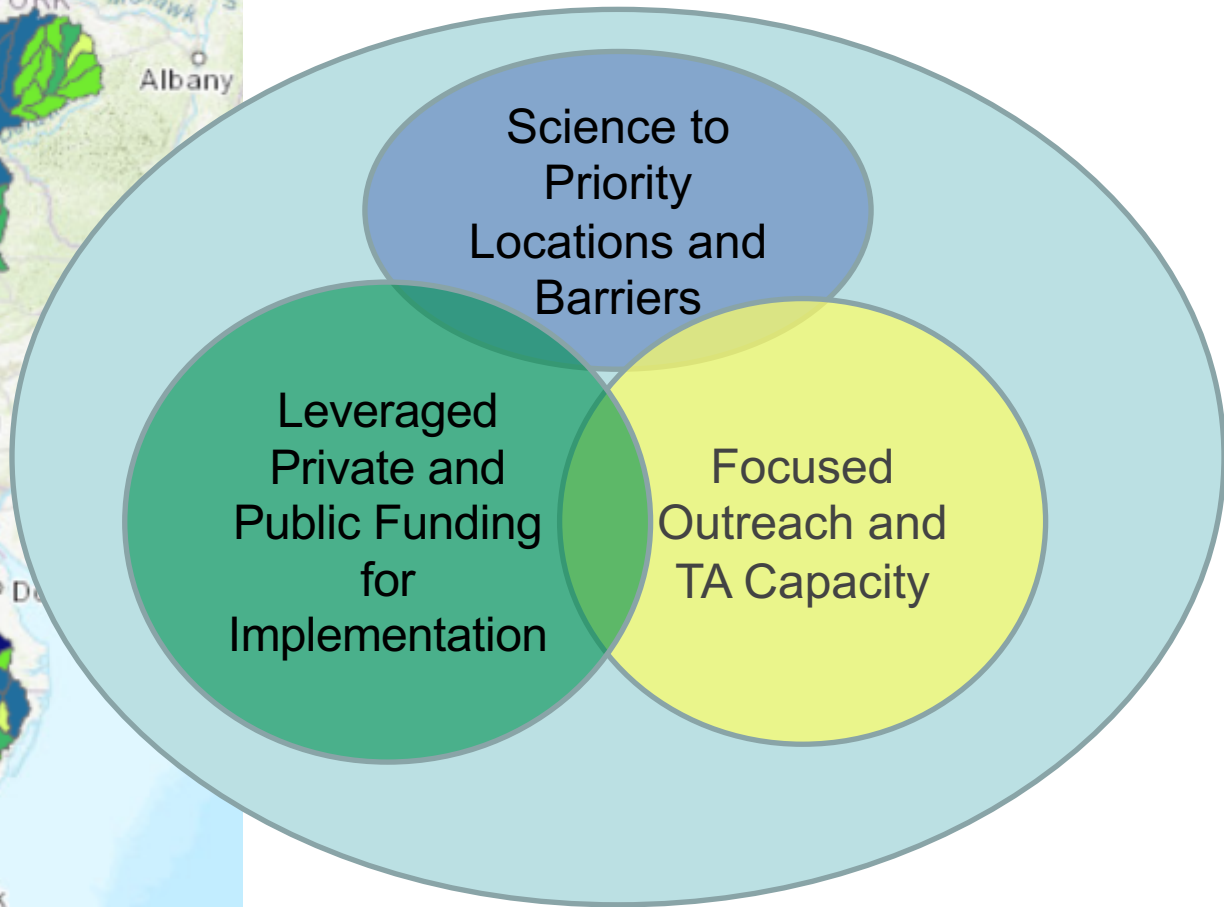 Albany
Science to
Priority
Locations and
Barriers
Leveraged
Private and
Public Funding
for
Implementation
Focused
Outreach and
TA Capacity